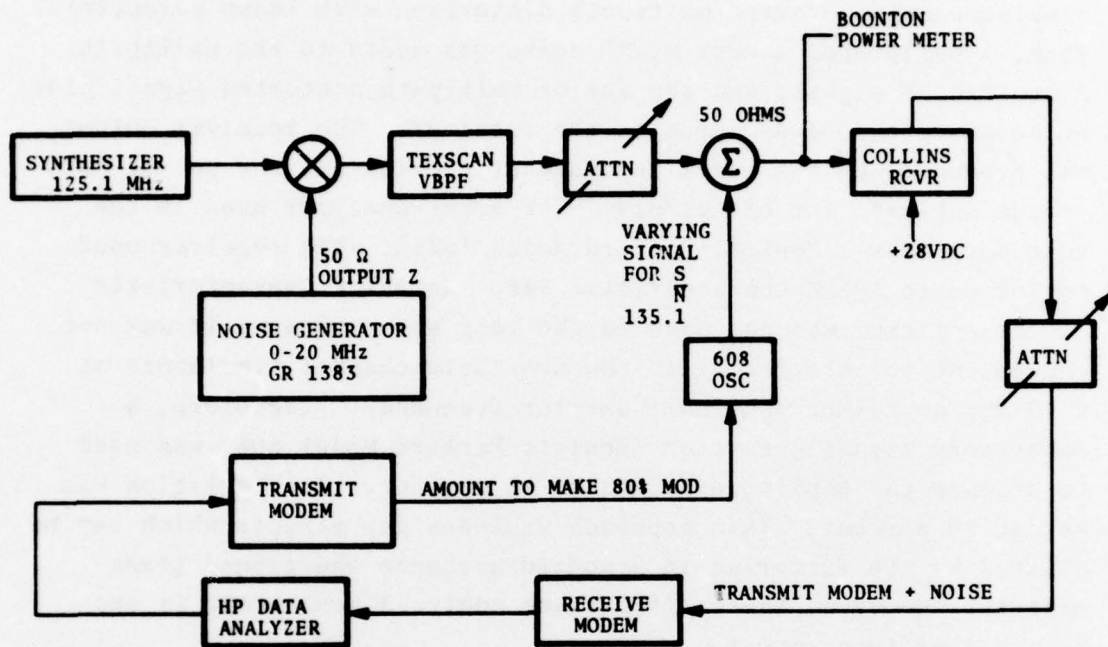 BOONTON
POWER METER
50 OHMS
SYNTHESIZER
125.1 MHz
TEXSCAN
VBPF
ATTN
Σ
COLLINS
RCVR
50 Ω
OUTPUT Z
VARYING
SIGNAL
FOR S
N
135.1
+28VDC
NOISE GENERATOR
0-20 MHz
GR 1383
608
OSC
ATTN
TRANSMIT
MODEM
AMOUNT TO MAKE 80% MOD
HP DATA
ANALYZER
RECEIVE
MODEM
TRANSMIT MODEM + NOISE